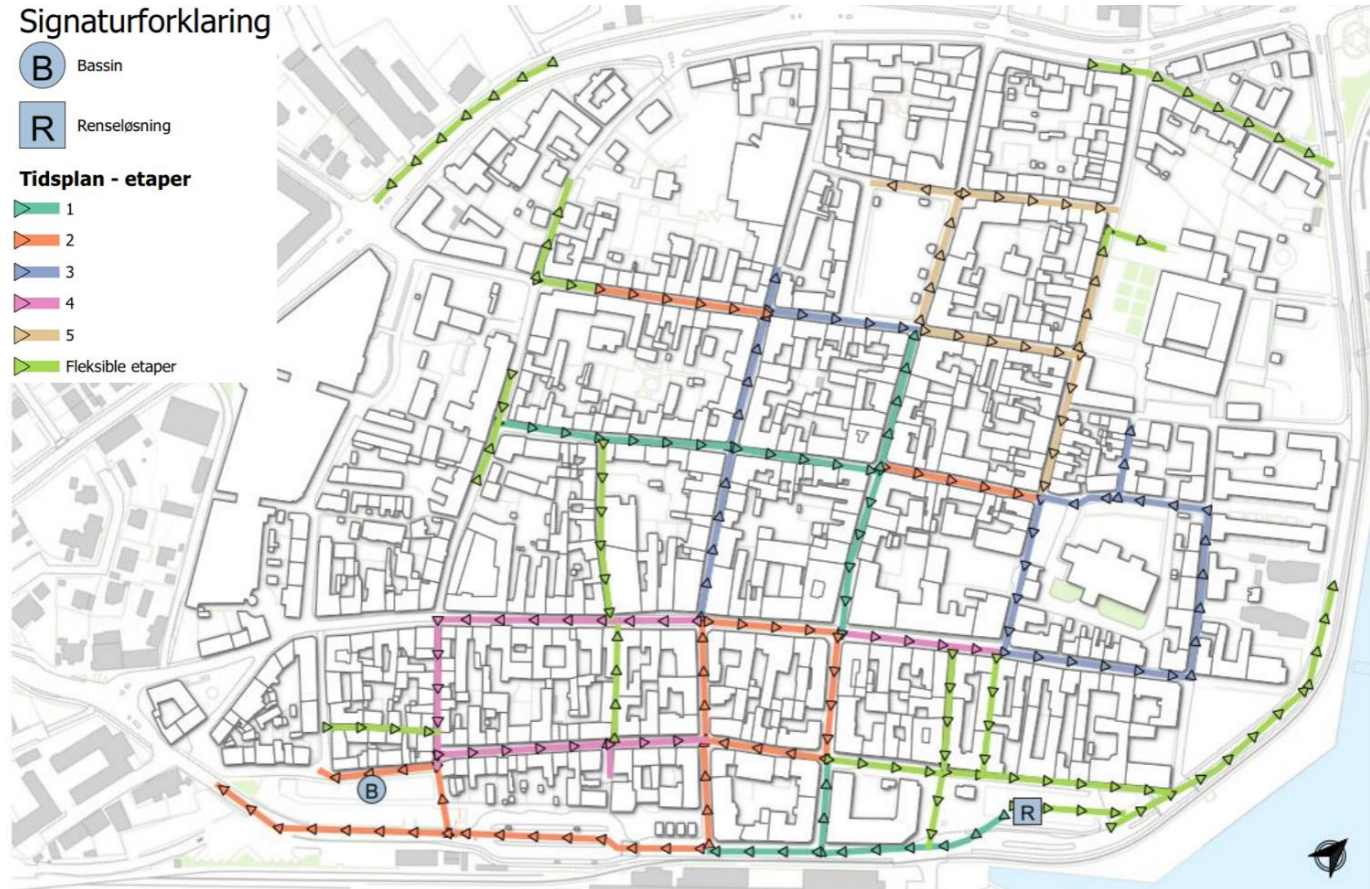 Signaturforklaring
B Bassin
R Renseløsning
Tidsplan - etaper
1
2
3
4
5
Fleksible etaper
B
R